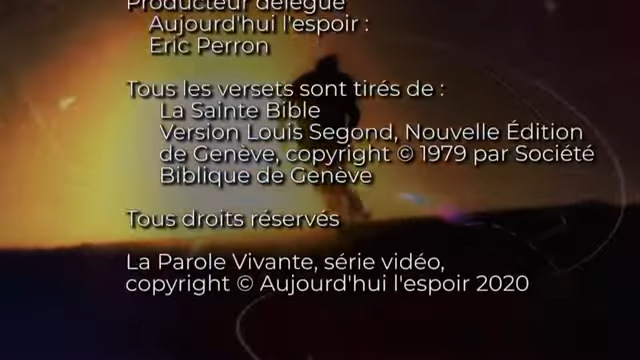 Producteur délégué
Aujourd'hui l'espoir :
Eric Perron
Tous les versets sont tirés de :
La Sainte Bible
Version Louis Segond, Nouvelle Édition
de Genève, copyright © 1979 par Société
Biblique de Genève
Tous droits réservés
La Parole Vivante, série vidéo,
copyright © Aujourd'hui l'espoir 2020